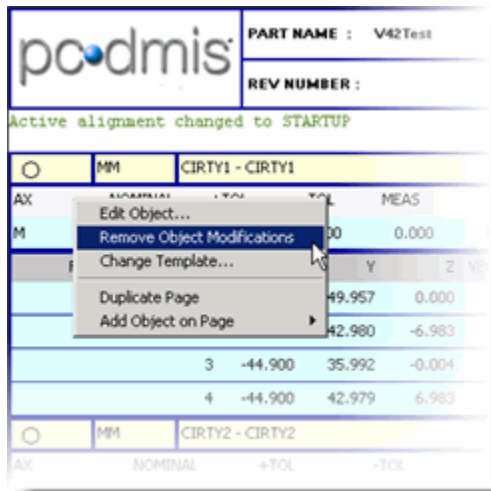 pc•dmis
PART NAME : V42Test
REV NUMBER :
Active alignment changed to STARTUP
MM CIRTY1 - CIRTY1
AX NOMINAL +TOL TOL MEAS
M 00 0.000
Edit Object...
Remove Object Modifications
Change Template...
Duplicate Page
Add Object on Page
Y Z
49.957 0.000
42.980 -6.983
3 -44.900 35.992 -0.004
4 -44.900 42.979 6.983
MM CIRTY2 - CIRTY2
AX NOMINAL +TOL -TOL